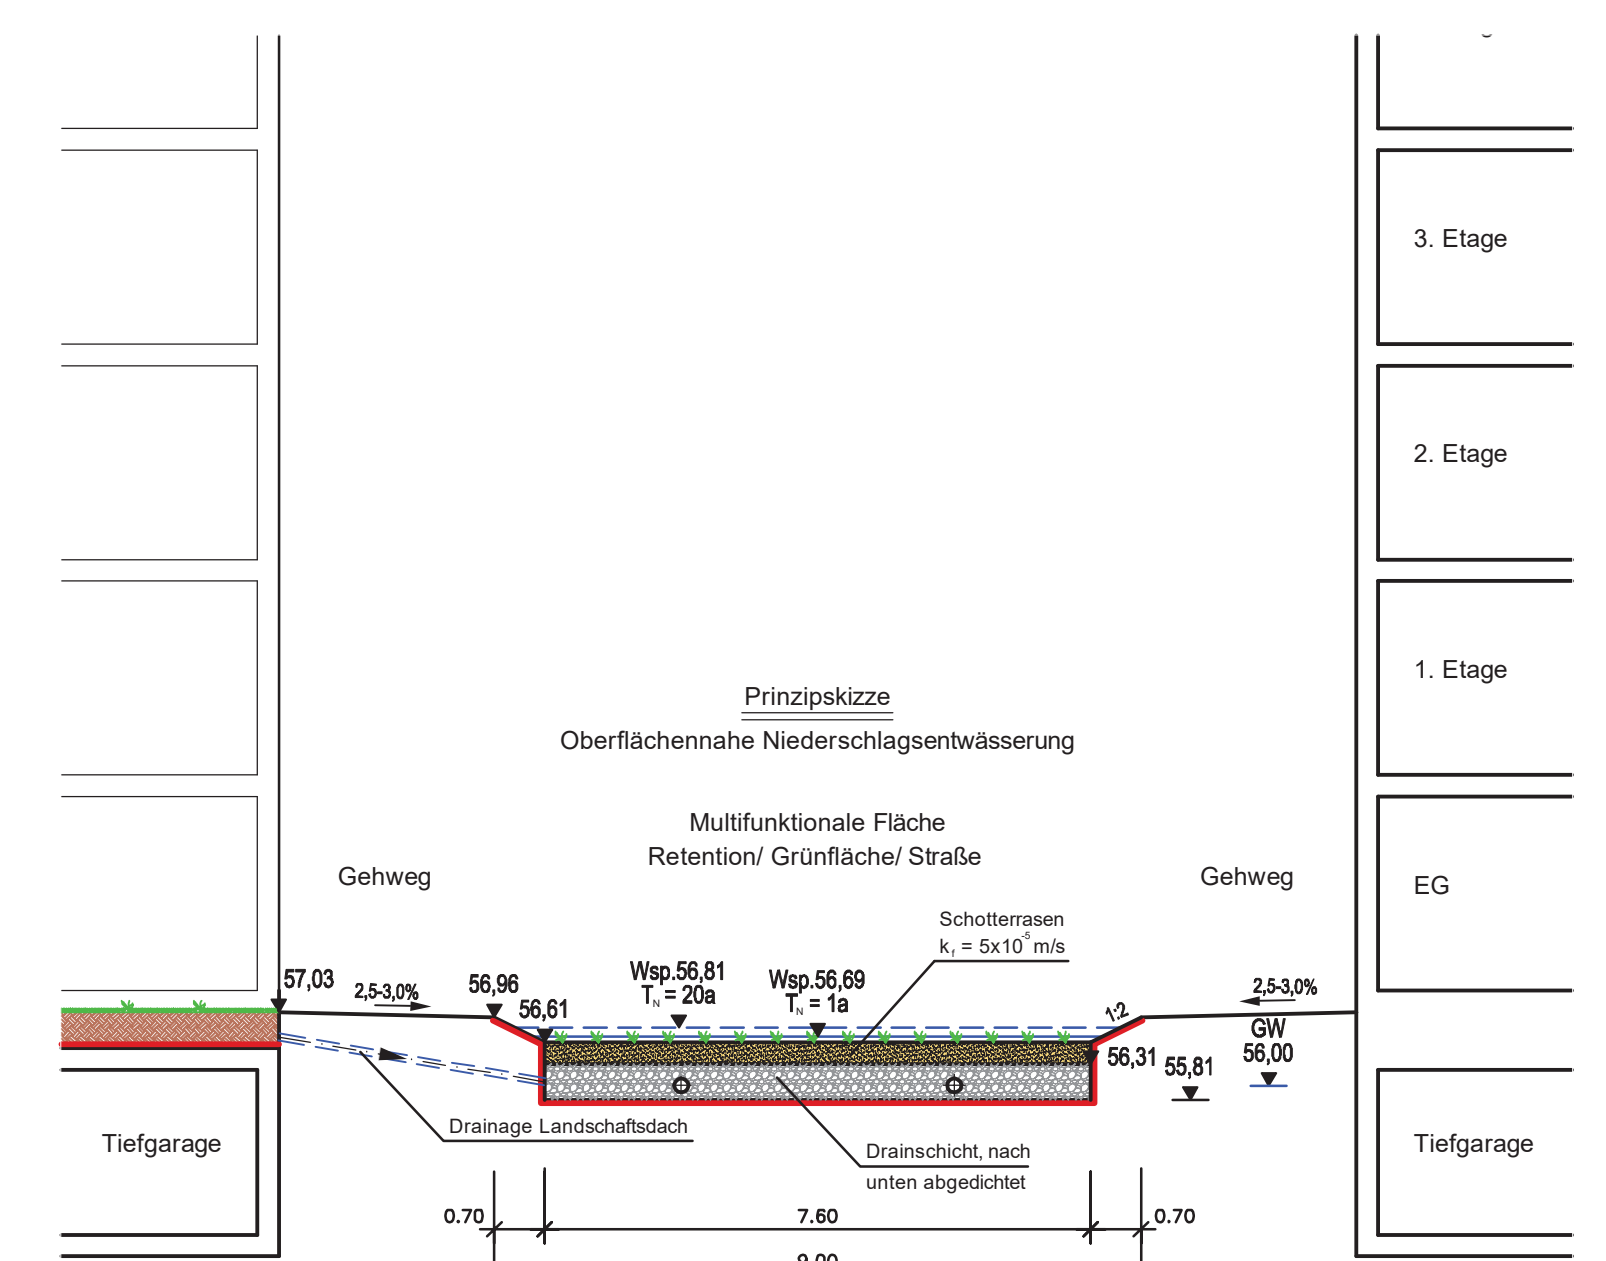 3. Etage
2. Etage
1. Etage
Prinzipskizze
Oberflächennahe Niederschlagsentwässerung
Multifunktionale Fläche
Retention/ Grünfläche/ Straße
Gehweg
Gehweg
EG
Schotterrasen
kf = 5x10-5 m/s
57,03
2,5-3,0%
56,96
56,61
Wsp.56,81
TN = 20a
Wsp.56,69
TN = 1a
1:2
2,5-3,0%
GW
56,00
56,31
55,81
Drainage Landschaftsdach
Drainschicht, nach
unten abgedichtet
Tiefgarage
Tiefgarage
0.70
7.60
0.70
9.00